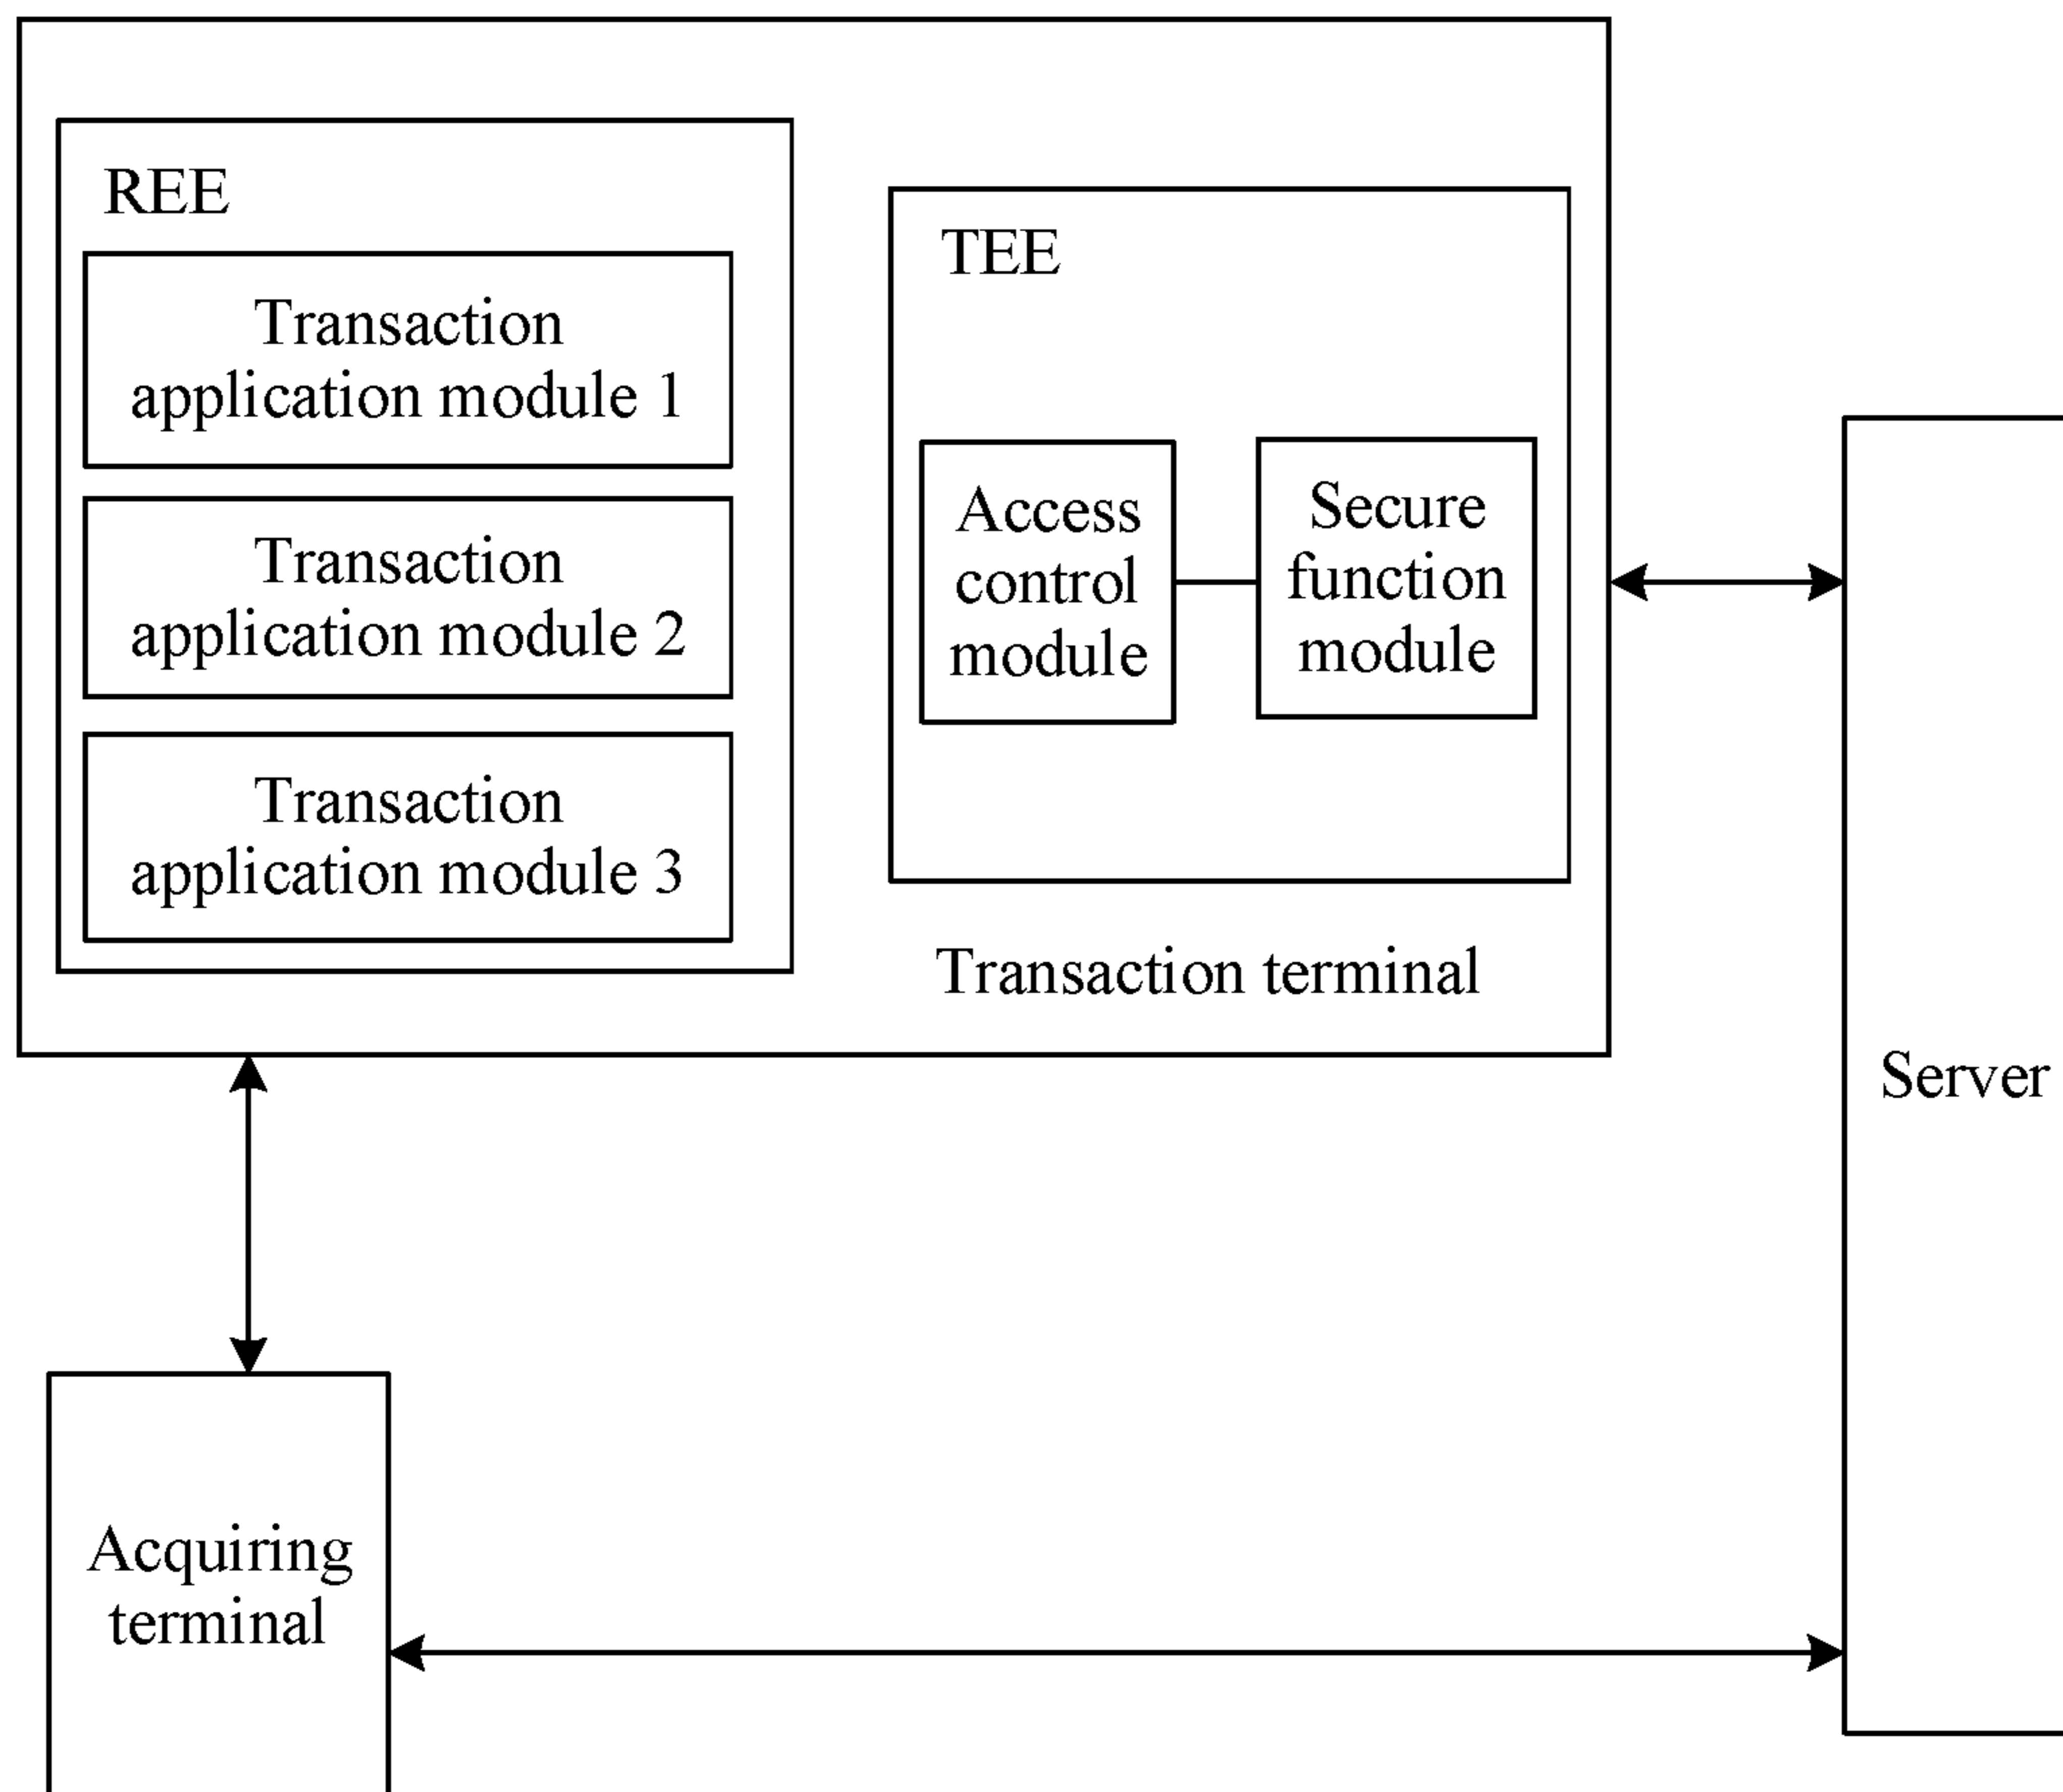 REE
Transaction
application module 1
Transaction
application module 2
Transaction
application module 3
TEE
Access
control
module
Secure
function
module
Transaction terminal
Server
Acquiring
terminal